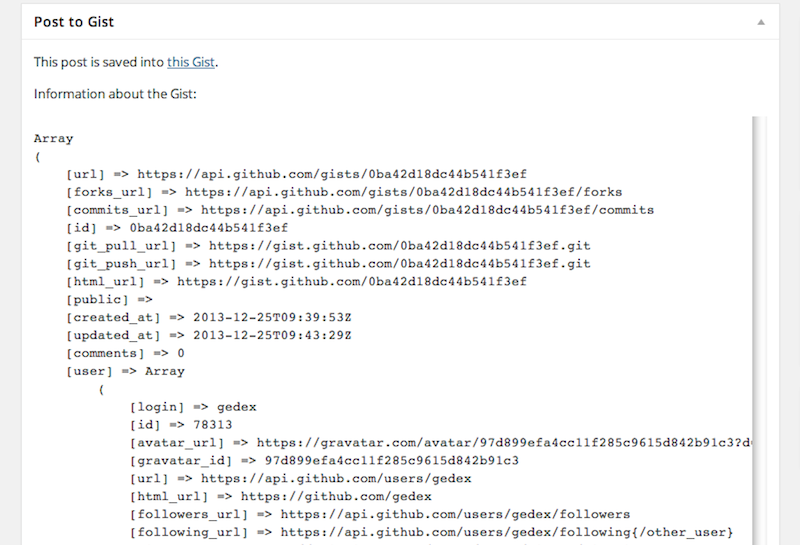 Post to Gist
This post is saved into this Gist.
Information about the Gist:
Array
(
[url] => https://api.github.com/gists/0ba42d18dc44b541f3ef
[forks_url] => https://api.github.com/gists/0ba42d18dc44b541f3ef/forks
[commits_url] => https://api.github.com/gists/0ba42d18dc44b541f3ef/commits
[id] => 0ba42d18dc44b541f3ef
[git_pull_url] => https://gist.github.com/0ba42d18dc44b541f3ef.git
[git_push_url] => https://gist.github.com/0ba42d18dc44b541f3ef.git
[html_url] => https://gist.github.com/0ba42d18dc44b541f3ef
[public] =>
[created_at] => 2013-12-25T09:39:53Z
[updated_at] => 2013-12-25T09:43:29Z
[comments] => 0
[user] => Array
(
[login] => gedex
[id] => 78313
[avatar_url] => https://gravatar.com/avatar/97d899efa4cc11f285c9615d842b91c3?d
[gravatar_id] => 97d899efa4cc11f285c9615d842b91c3
[url] => https://api.github.com/users/gedex
[html_url] => https://github.com/gedex
[followers_url] => https://api.github.com/users/gedex/followers
[following_url] => https://api.github.com/users/gedex/following{/other_user}